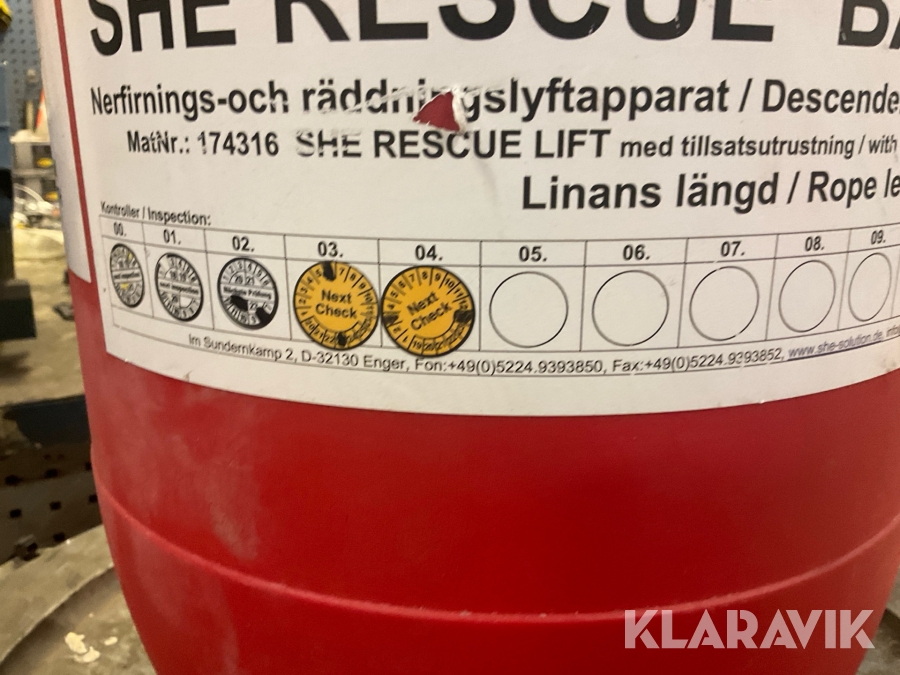 SHE RESCUE BA
Nerfirnings-och räddningslyftapparat / Descende
MatNr.: 174316 SHE RESCUE LIFT med tillsatsutrustning / with
Linans längd / Rope le
Kontroller / Inspection:
00. 01. 02. 03. 04. 05. 06. 07. 08. 09.
Next Check
Next Check
Im Sundernkamp 2, D-32130 Enger, Fon:+49(0)5224.9393850, Fax:+49(0)5224.9393852, www.she-solution.de, info
KLARAVIK